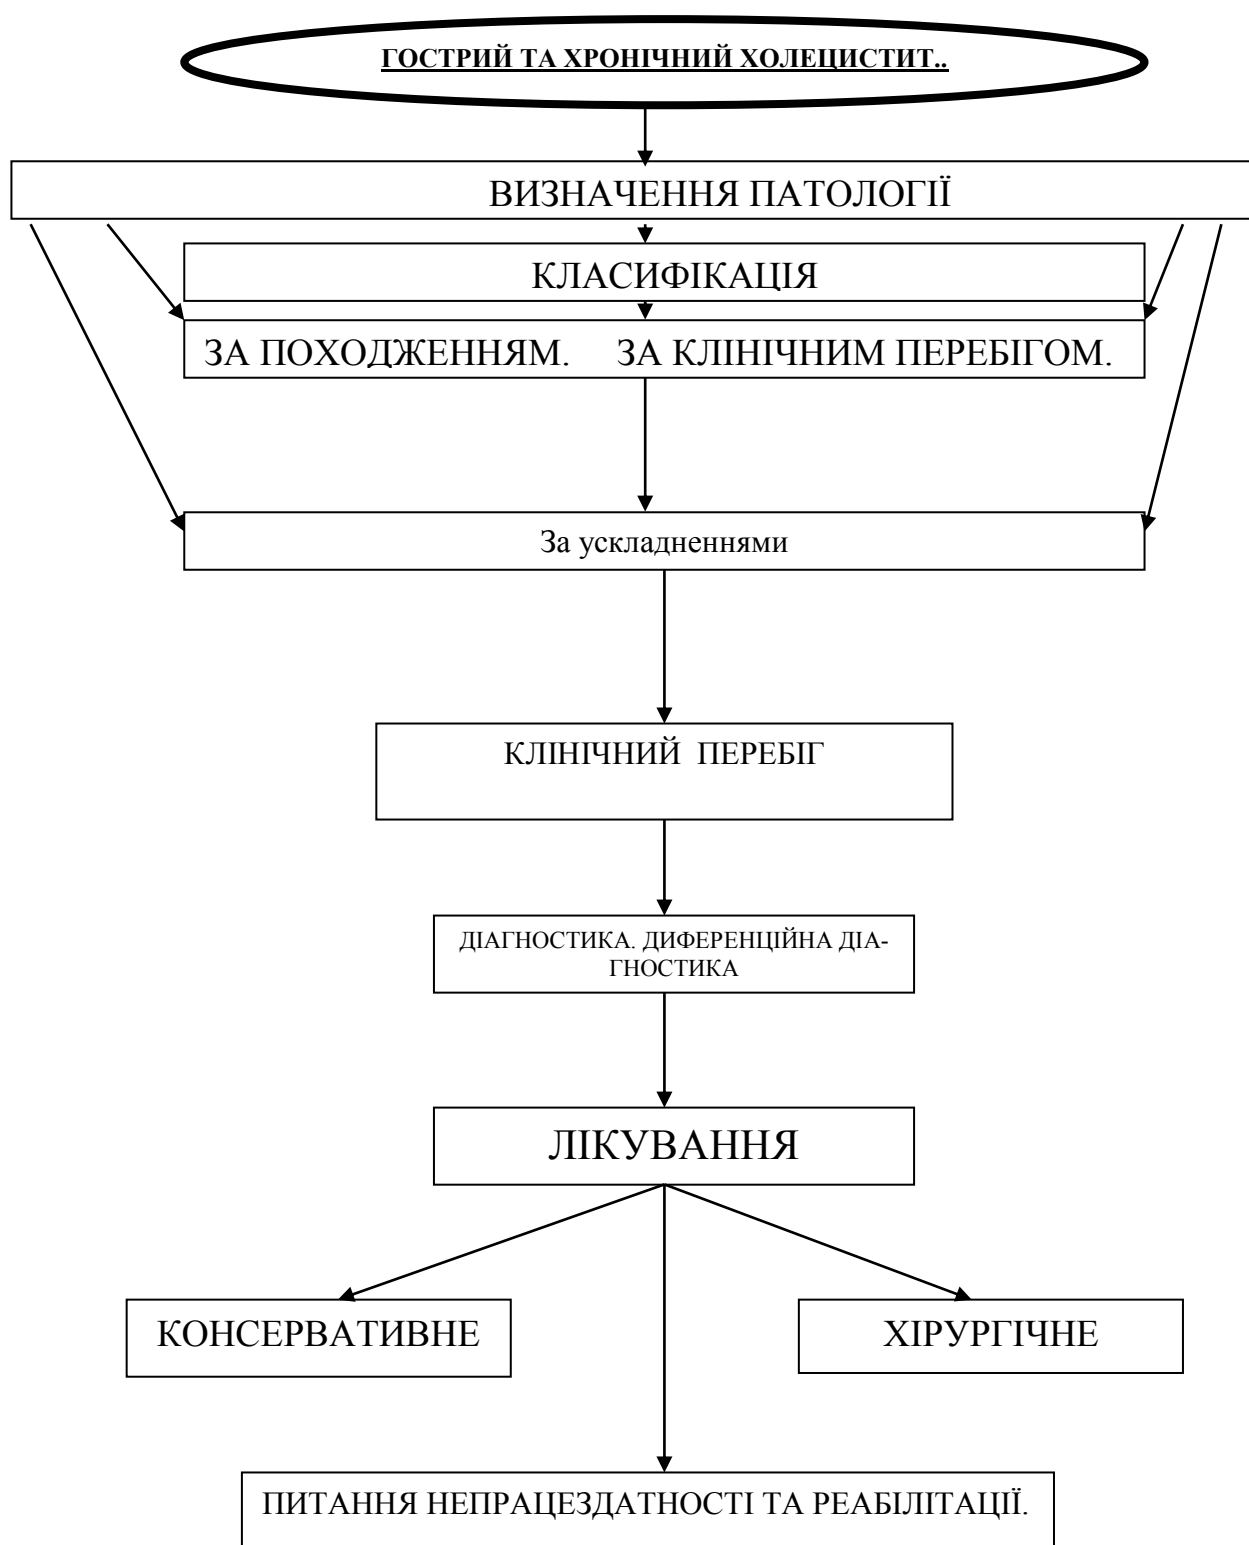 ГОСТРИЙ ТА ХРОНІЧНИЙ ХОЛЕЦИСТИТ..
ВИЗНАЧЕННЯ ПАТОЛОГІЇ
КЛАСИФІКАЦІЯ
ЗА ПОХОДЖЕННЯМ. ЗА КЛІНІЧНИМ ПЕРЕБІГОМ.
За ускладненнями
КЛІНІЧНИЙ ПЕРЕБІГ
ДІАГНОСТИКА. ДИФЕРЕНЦІЙНА ДІА-
ГНОСТИКА
ЛІКУВАННЯ
КОНСЕРВАТИВНЕ
ХІРУРГІЧНЕ
ПИТАННЯ НЕПРАЦЕЗДАТНОСТІ ТА РЕАБІЛІТАЦІЇ.